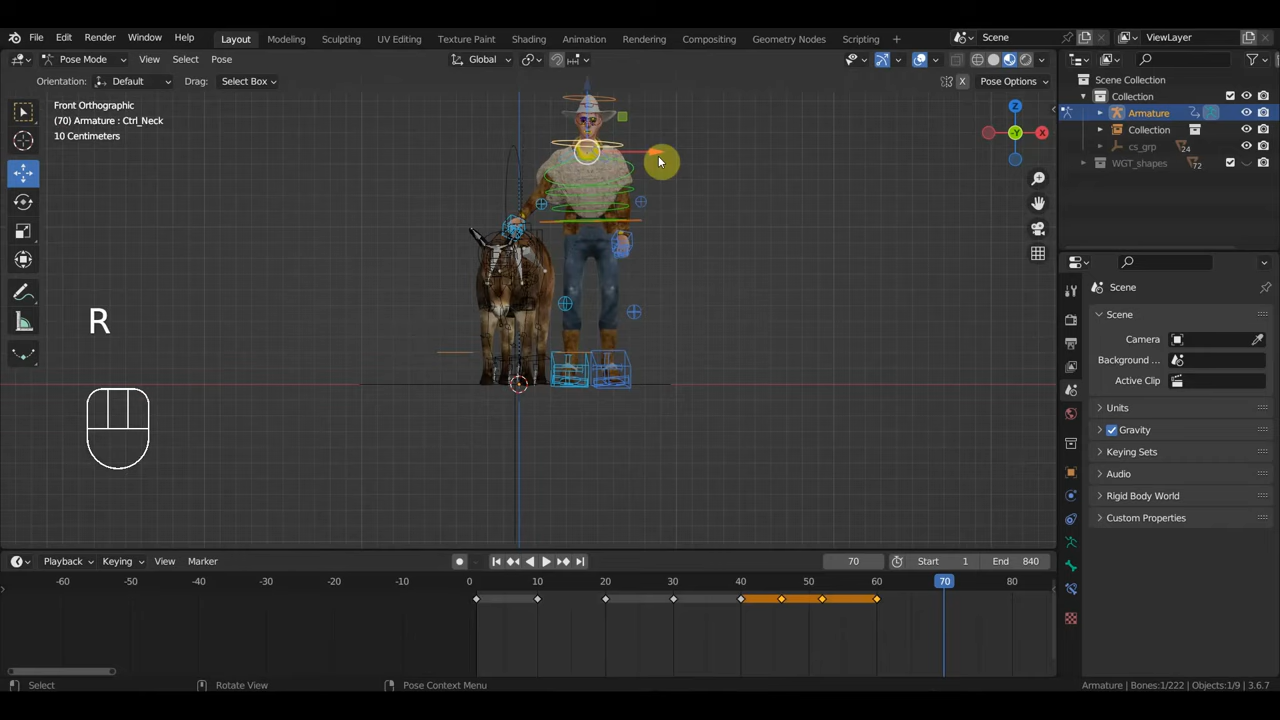 File Edit Render Window Help Layout Modeling Sculpting UV Editing Texture Paint Shading Animation Rendering Compositing Geometry Nodes Scripting + Scene ViewLayer
Pose Mode View Select Pose Global
Orientation: Default Drag: Select Box X Pose Options
Front Orthographic
(70) Armature : Ctrl_Neck
10 Centimeters
Z
X
-Y
R
Scene Collection
Collection
Armature
Collection
cs_grp 24
WGT_shapes 72
Scene
Scene
Camera
Background ...
Active Clip
Units
Gravity
Keying Sets
Audio
Rigid Body World
Custom Properties
Playback Keying View Marker 70 Start 1 End 840
-60 -50 -40 -30 -20 -10 0 10 20 30 40 50 60 70 80
Select Rotate View Pose Context Menu Armature | Bones:1/222 | Objects:1/9 | 3.6.7